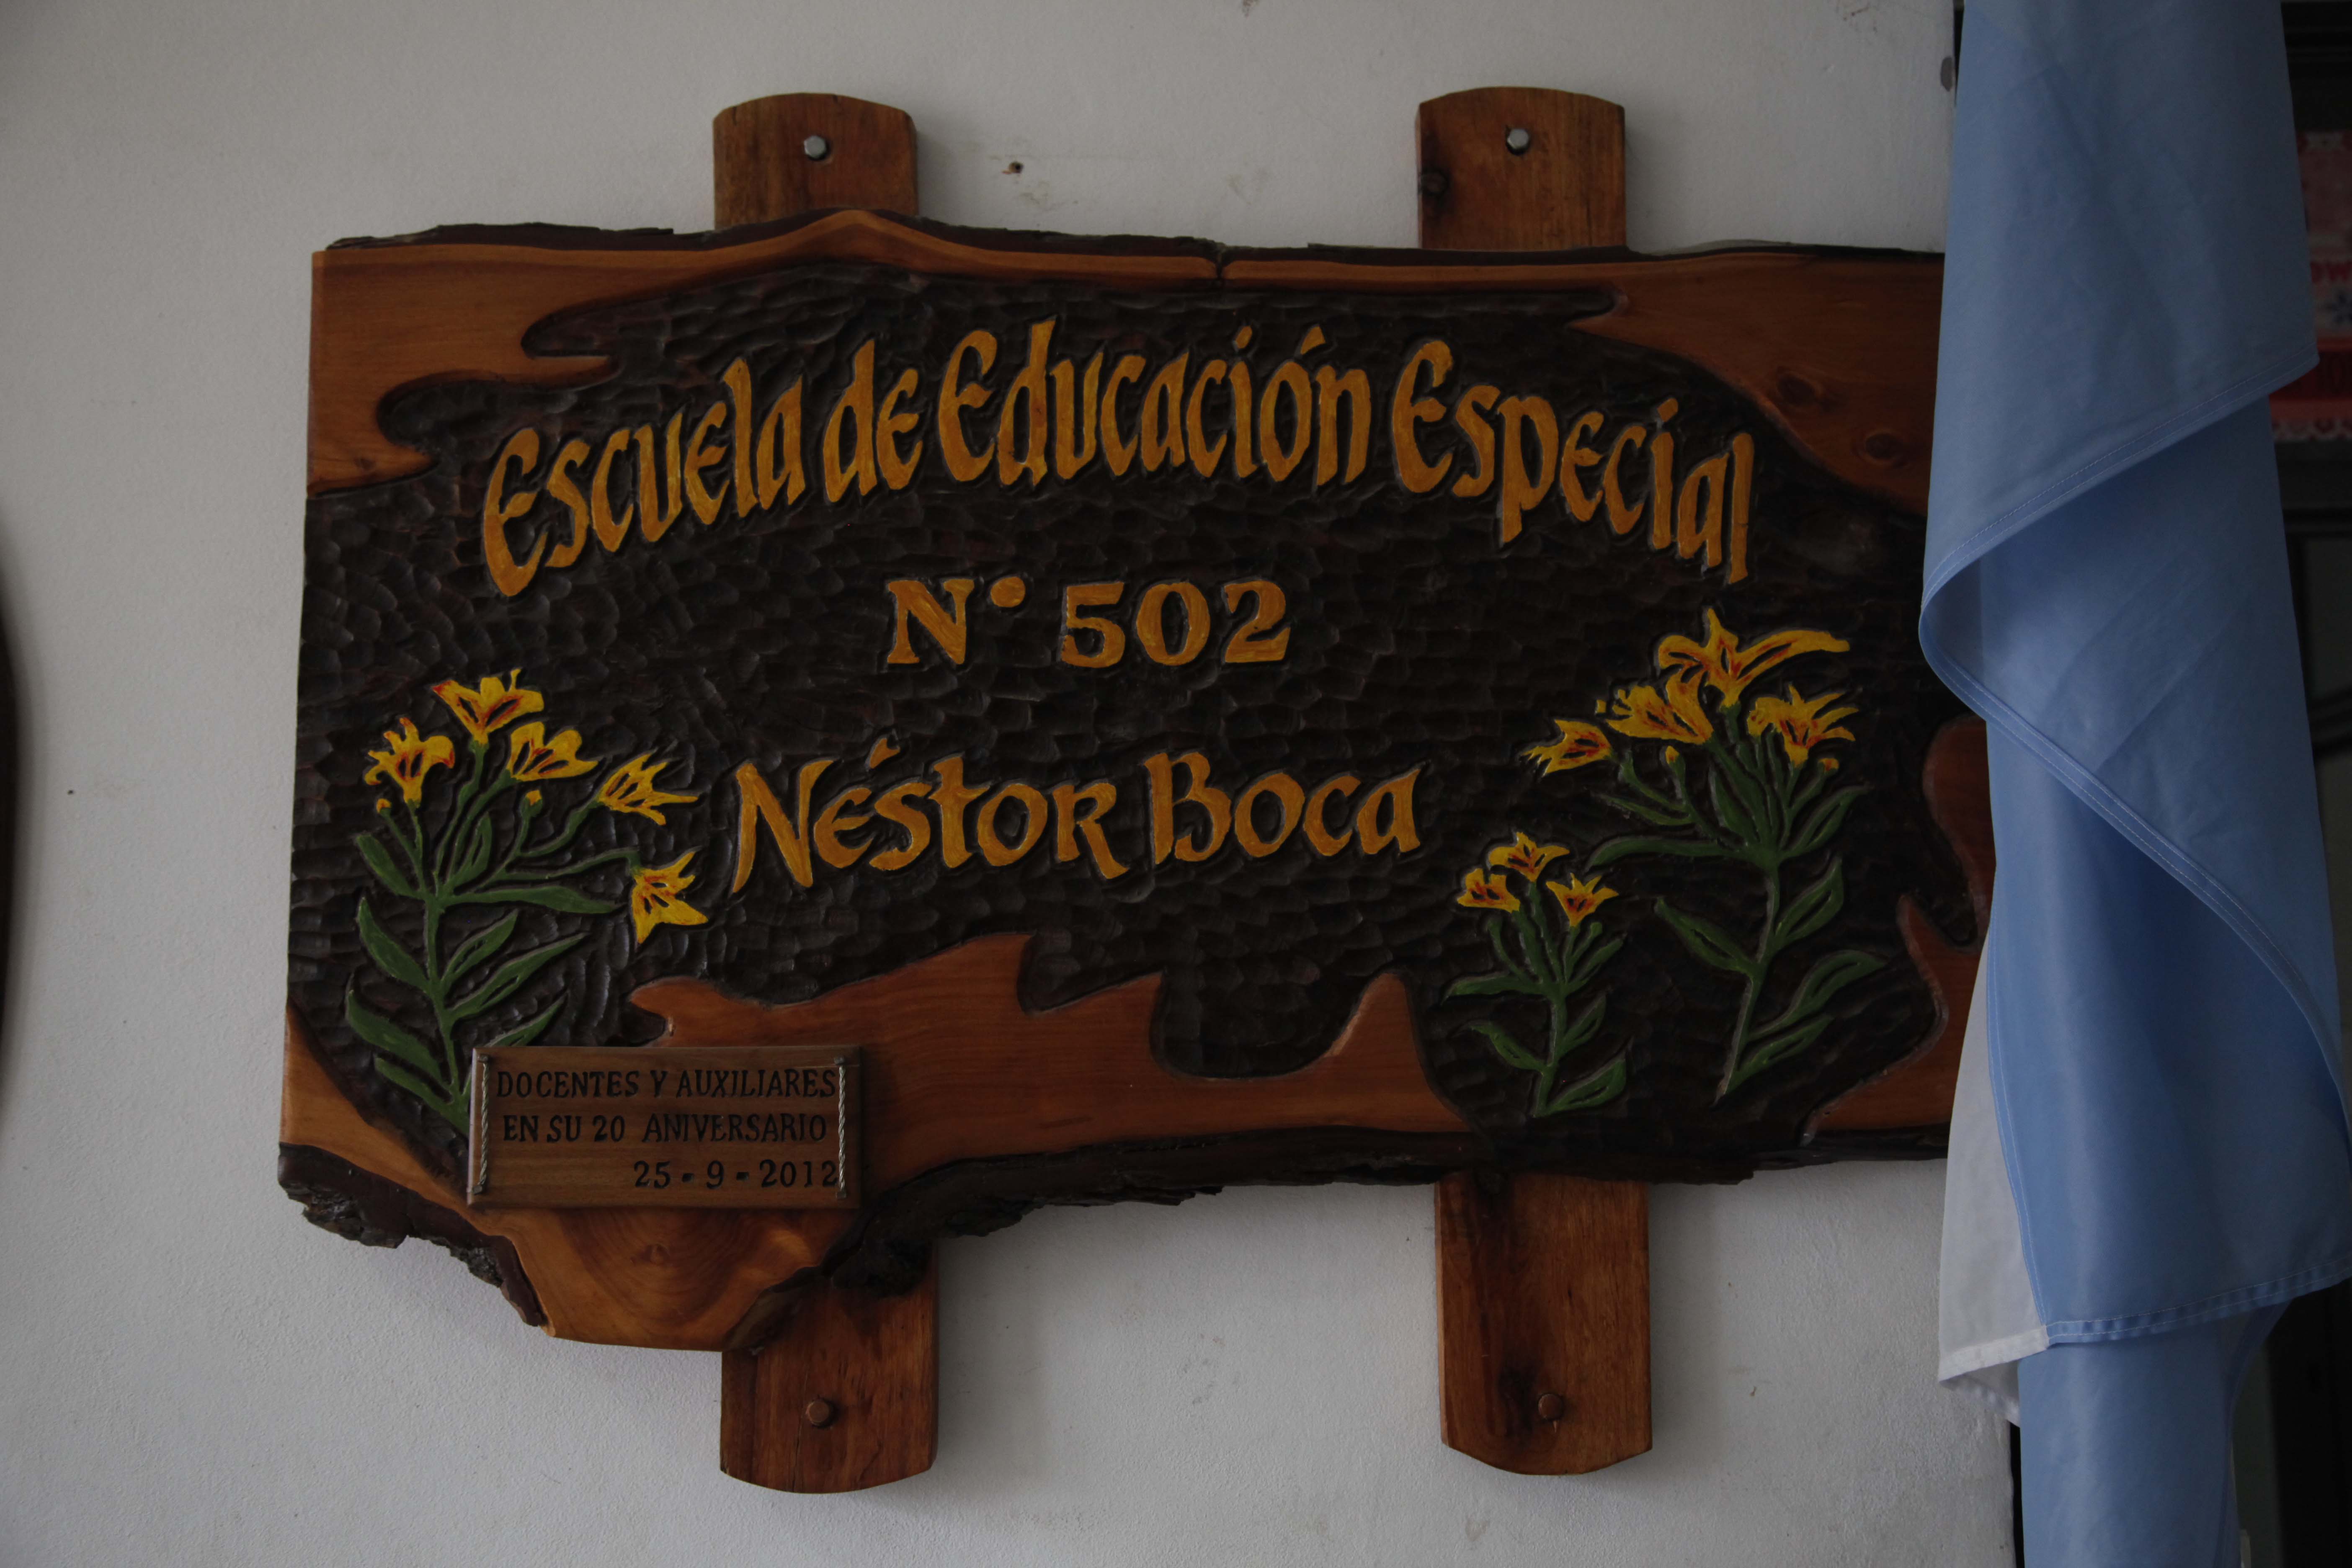 Escuela de Educación Especial
N° 502
Néstor Boca
DOCENTES Y AUXILIARES
EN SU 20 ANIVERSARIO
25-9-2012